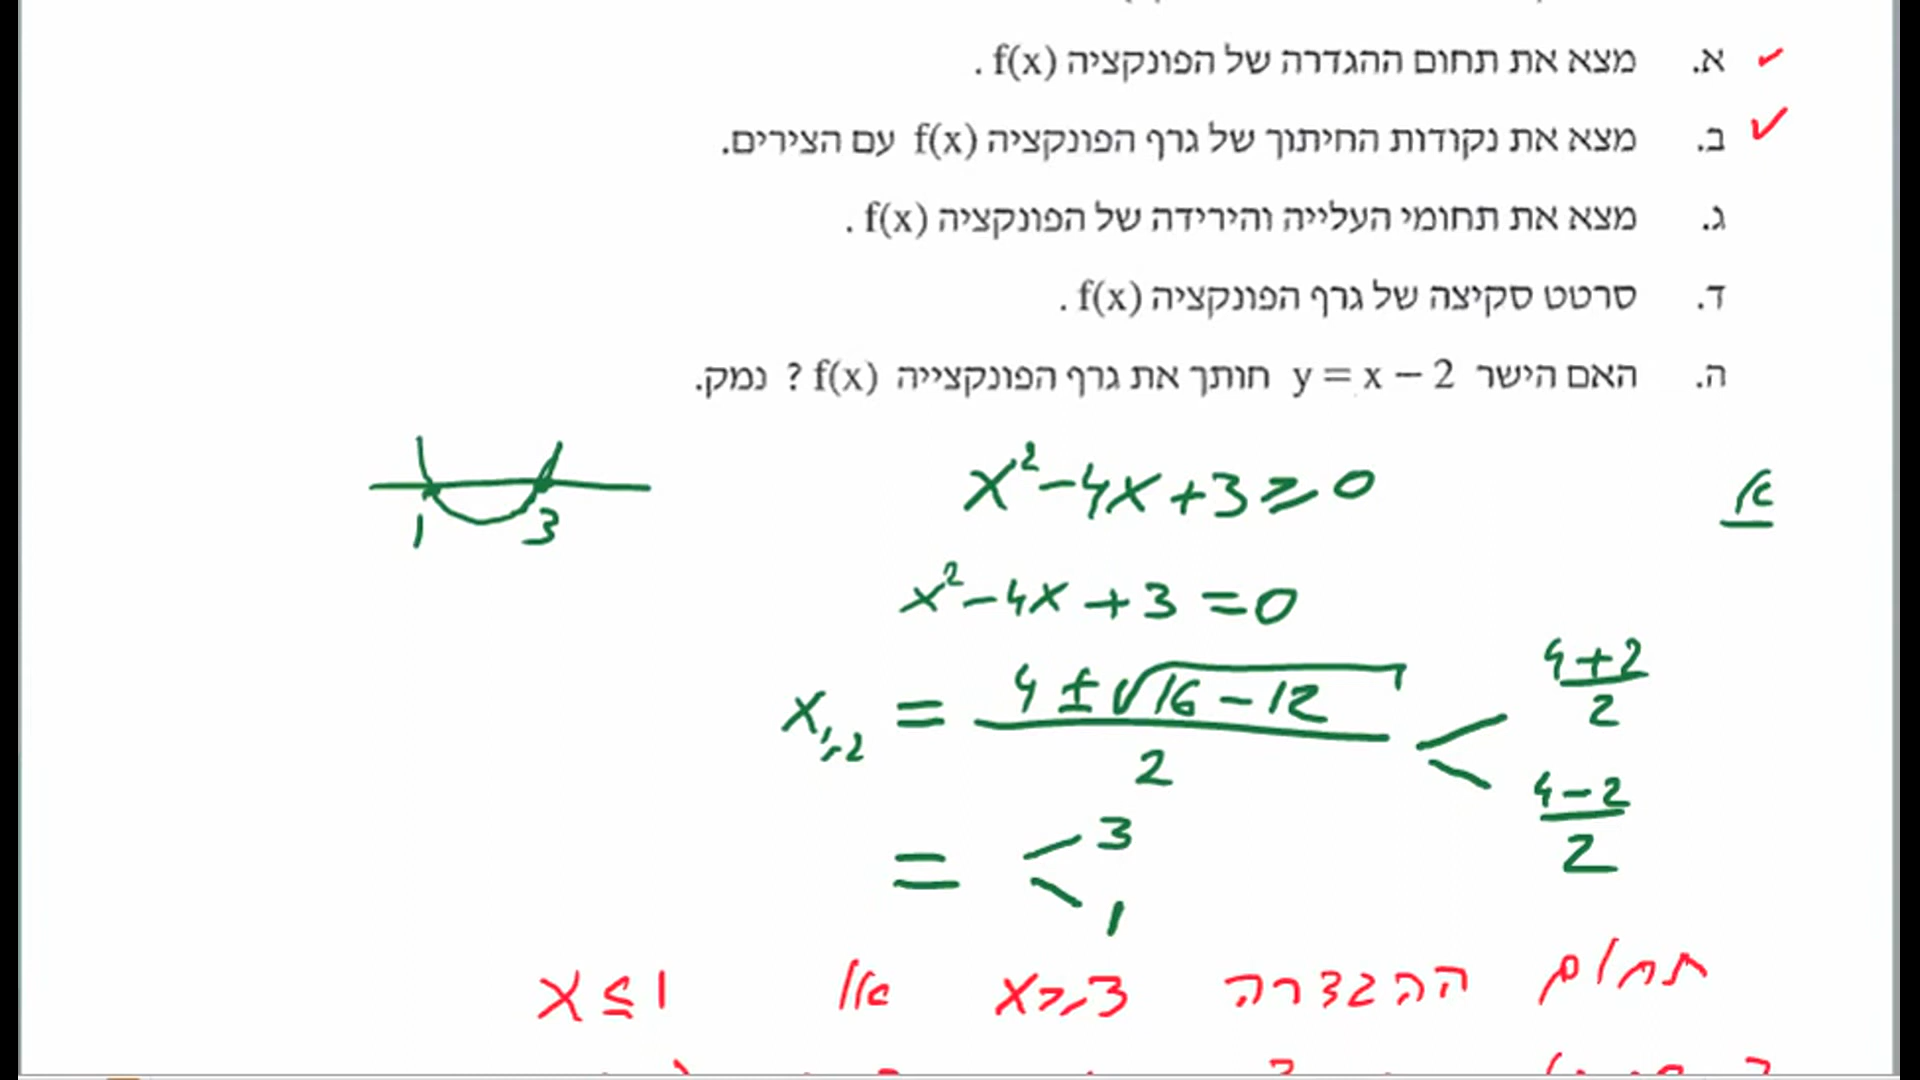 א. מצא את תחום ההגדרה של הפונקציה f(x) .
ב. מצא את נקודות החיתוך של גרף הפונקציה f(x) עם הצירים.
ג. מצא את תחומי העלייה והירידה של הפונקציה f(x) .
ד. סרטט סקיצה של גרף הפונקציה f(x) .
ה. האם הישר y = x − 2 חותך את גרף הפונקצייה f(x) ? נמק.
א
x²-4x+3≥0
1 3
x²-4x+3=0
x1,2 = (4±√(16-12))/2 < (4+2)/2 (4-2)/2
= < 3 1
תחום ההגדרה x≥3 או x≤1